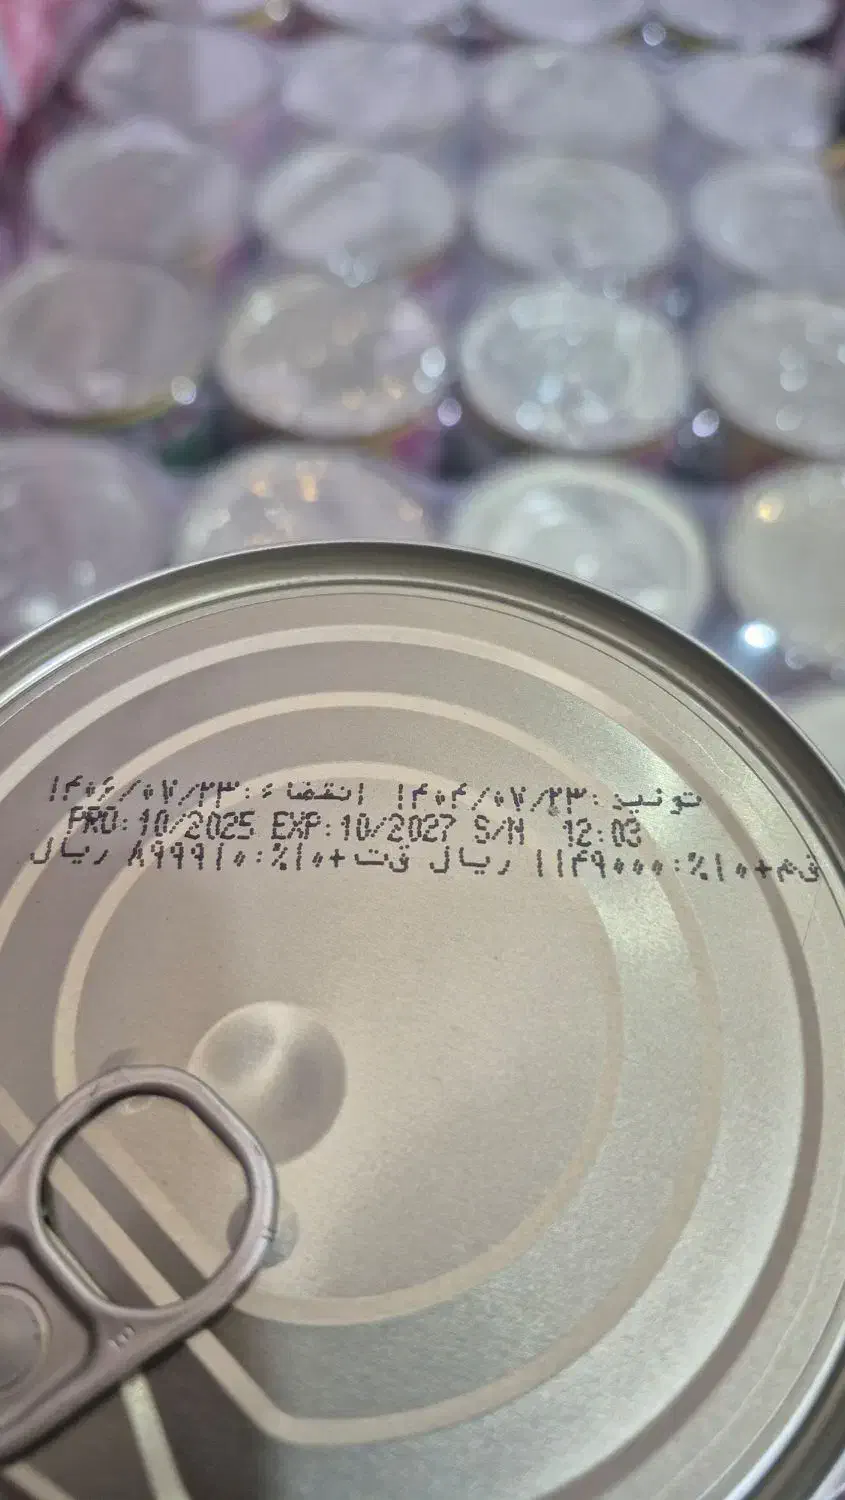 تولید:۱۴۰۴/۰۷/۲۳ انقضاء:۱۴۰۶/۰۷/۲۳
PRO:10/2025 EXP:10/2027 S/N 12:03
ق‌م+۱۰٪:۱۱۴۹۰۰۰ ریال ق‌ت+۱۰٪:۸۹۹۹۱۰ ریال